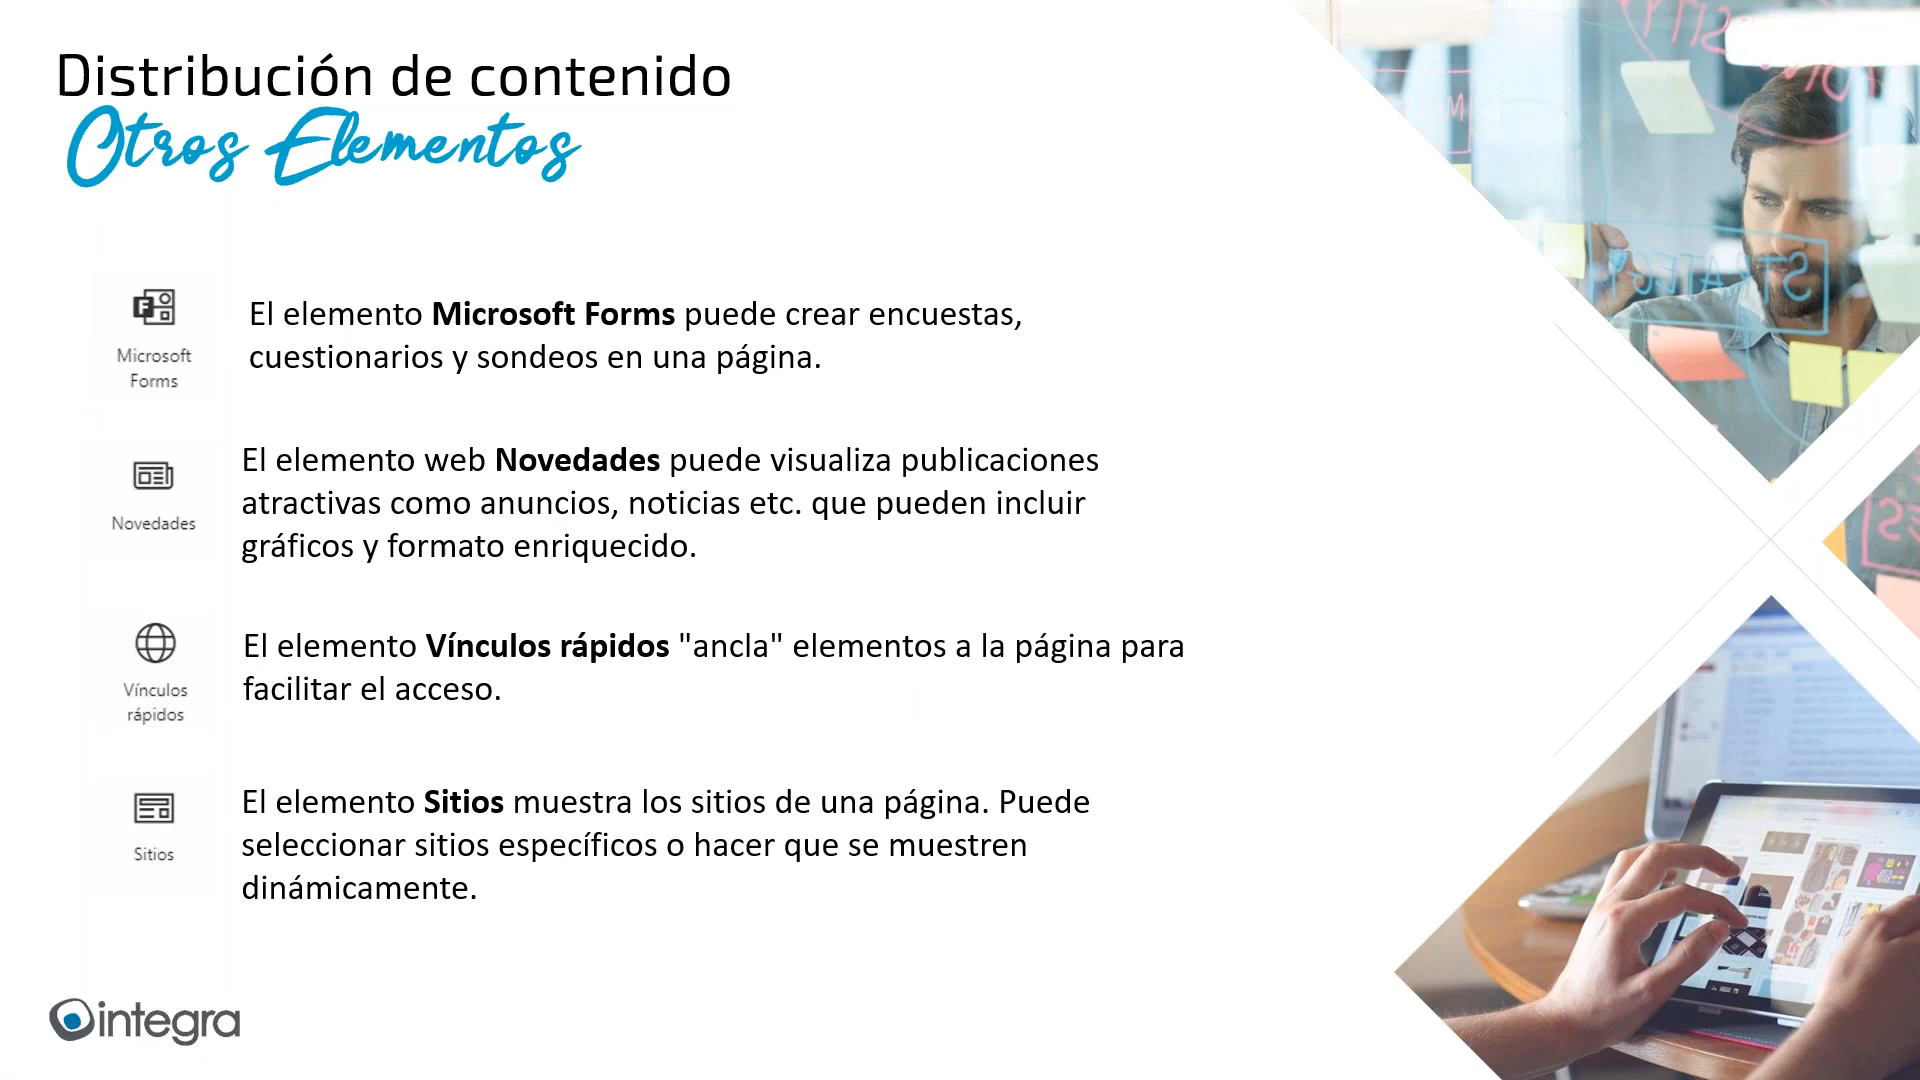 Distribución de contenido
Otros Elementos
Microsoft
Forms
El elemento Microsoft Forms puede crear encuestas,
cuestionarios y sondeos en una página.
Novedades
El elemento web Novedades puede visualiza publicaciones
atractivas como anuncios, noticias etc. que pueden incluir
gráficos y formato enriquecido.
Vínculos
rápidos
El elemento Vínculos rápidos "ancla" elementos a la página para
facilitar el acceso.
Sitios
El elemento Sitios muestra los sitios de una página. Puede
seleccionar sitios específicos o hacer que se muestren
dinámicamente.
integra
STRATEGY